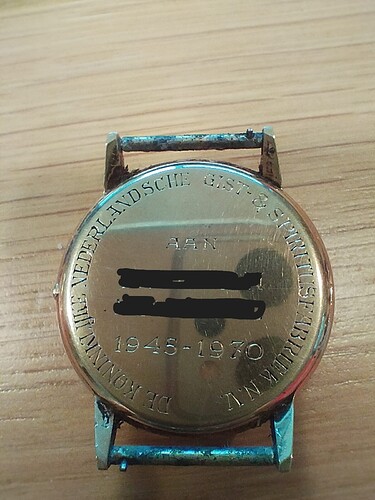 DE KONINKLIJKE NEDERLANDSCHE GIST- & SPIRITUSFABRIEK N.V.
AAN
1945-1970